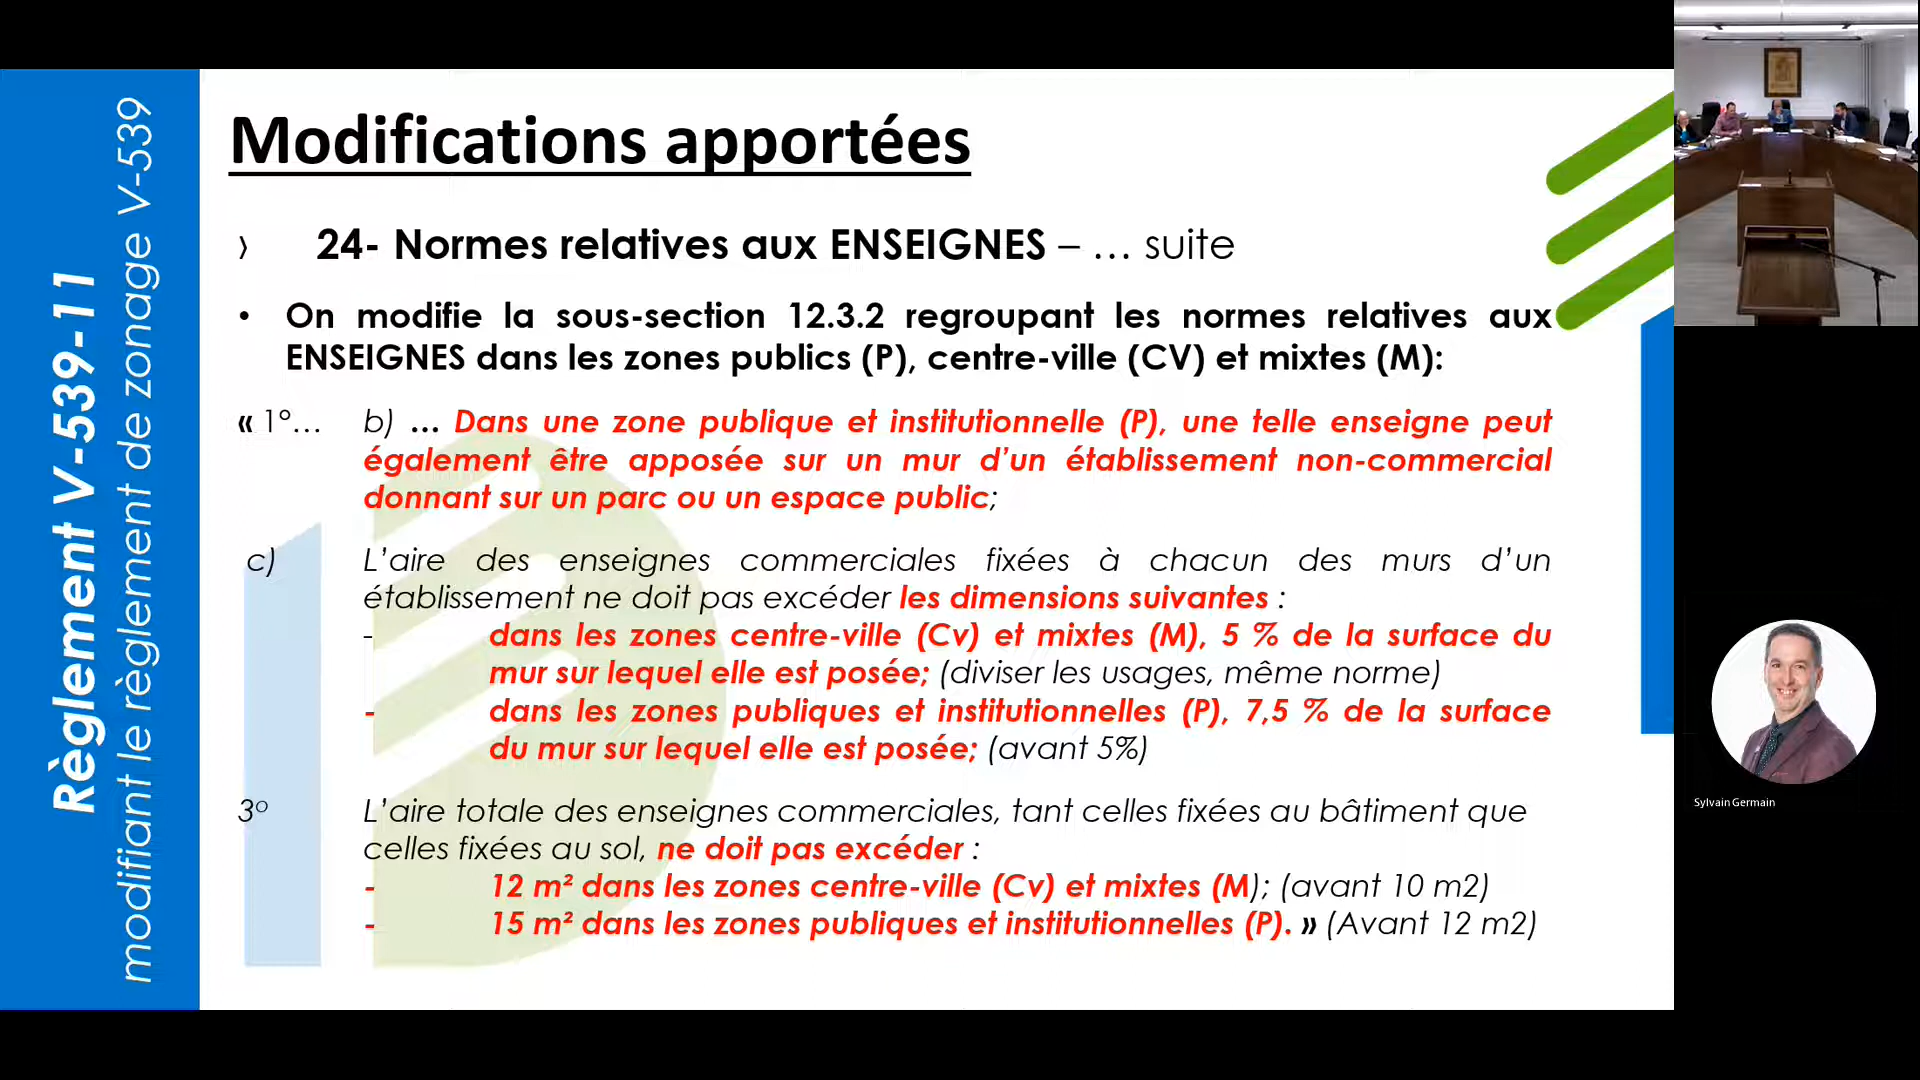 Règlement V-539-11
modifiant le règlement de zonage V-539
Modifications apportées
› 24- Normes relatives aux ENSEIGNES – … suite
• On modifie la sous-section 12.3.2 regroupant les normes relatives aux
ENSEIGNES dans les zones publics (P), centre-ville (CV) et mixtes (M):
« 1°… b) … Dans une zone publique et institutionnelle (P), une telle enseigne peut
également être apposée sur un mur d’un établissement non-commercial
donnant sur un parc ou un espace public;
c) L’aire des enseignes commerciales fixées à chacun des murs d’un
établissement ne doit pas excéder les dimensions suivantes :
- dans les zones centre-ville (Cv) et mixtes (M), 5 % de la surface du
mur sur lequel elle est posée; (diviser les usages, même norme)
- dans les zones publiques et institutionnelles (P), 7,5 % de la surface
du mur sur lequel elle est posée; (avant 5%)
3º L’aire totale des enseignes commerciales, tant celles fixées au bâtiment que
celles fixées au sol, ne doit pas excéder :
- 12 m² dans les zones centre-ville (Cv) et mixtes (M); (avant 10 m2)
- 15 m² dans les zones publiques et institutionnelles (P). » (Avant 12 m2)
Sylvain Germain